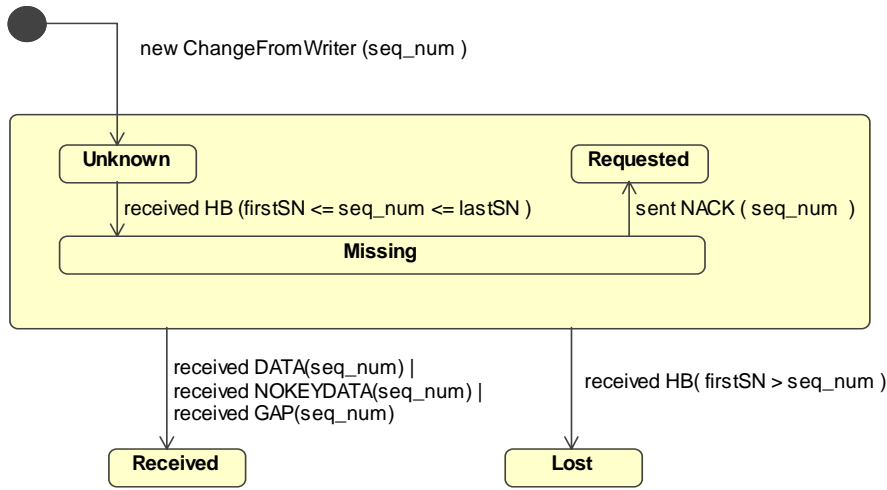 new ChangeFromWriter (seq_num )
Unknown
Requested
received HB (firstSN <= seq_num <= lastSN )
sent NACK ( seq_num )
Missing
received DATA(seq_num) |
received NOKEYDATA(seq_num) |
received GAP(seq_num)
received HB( firstSN > seq_num )
Received
Lost